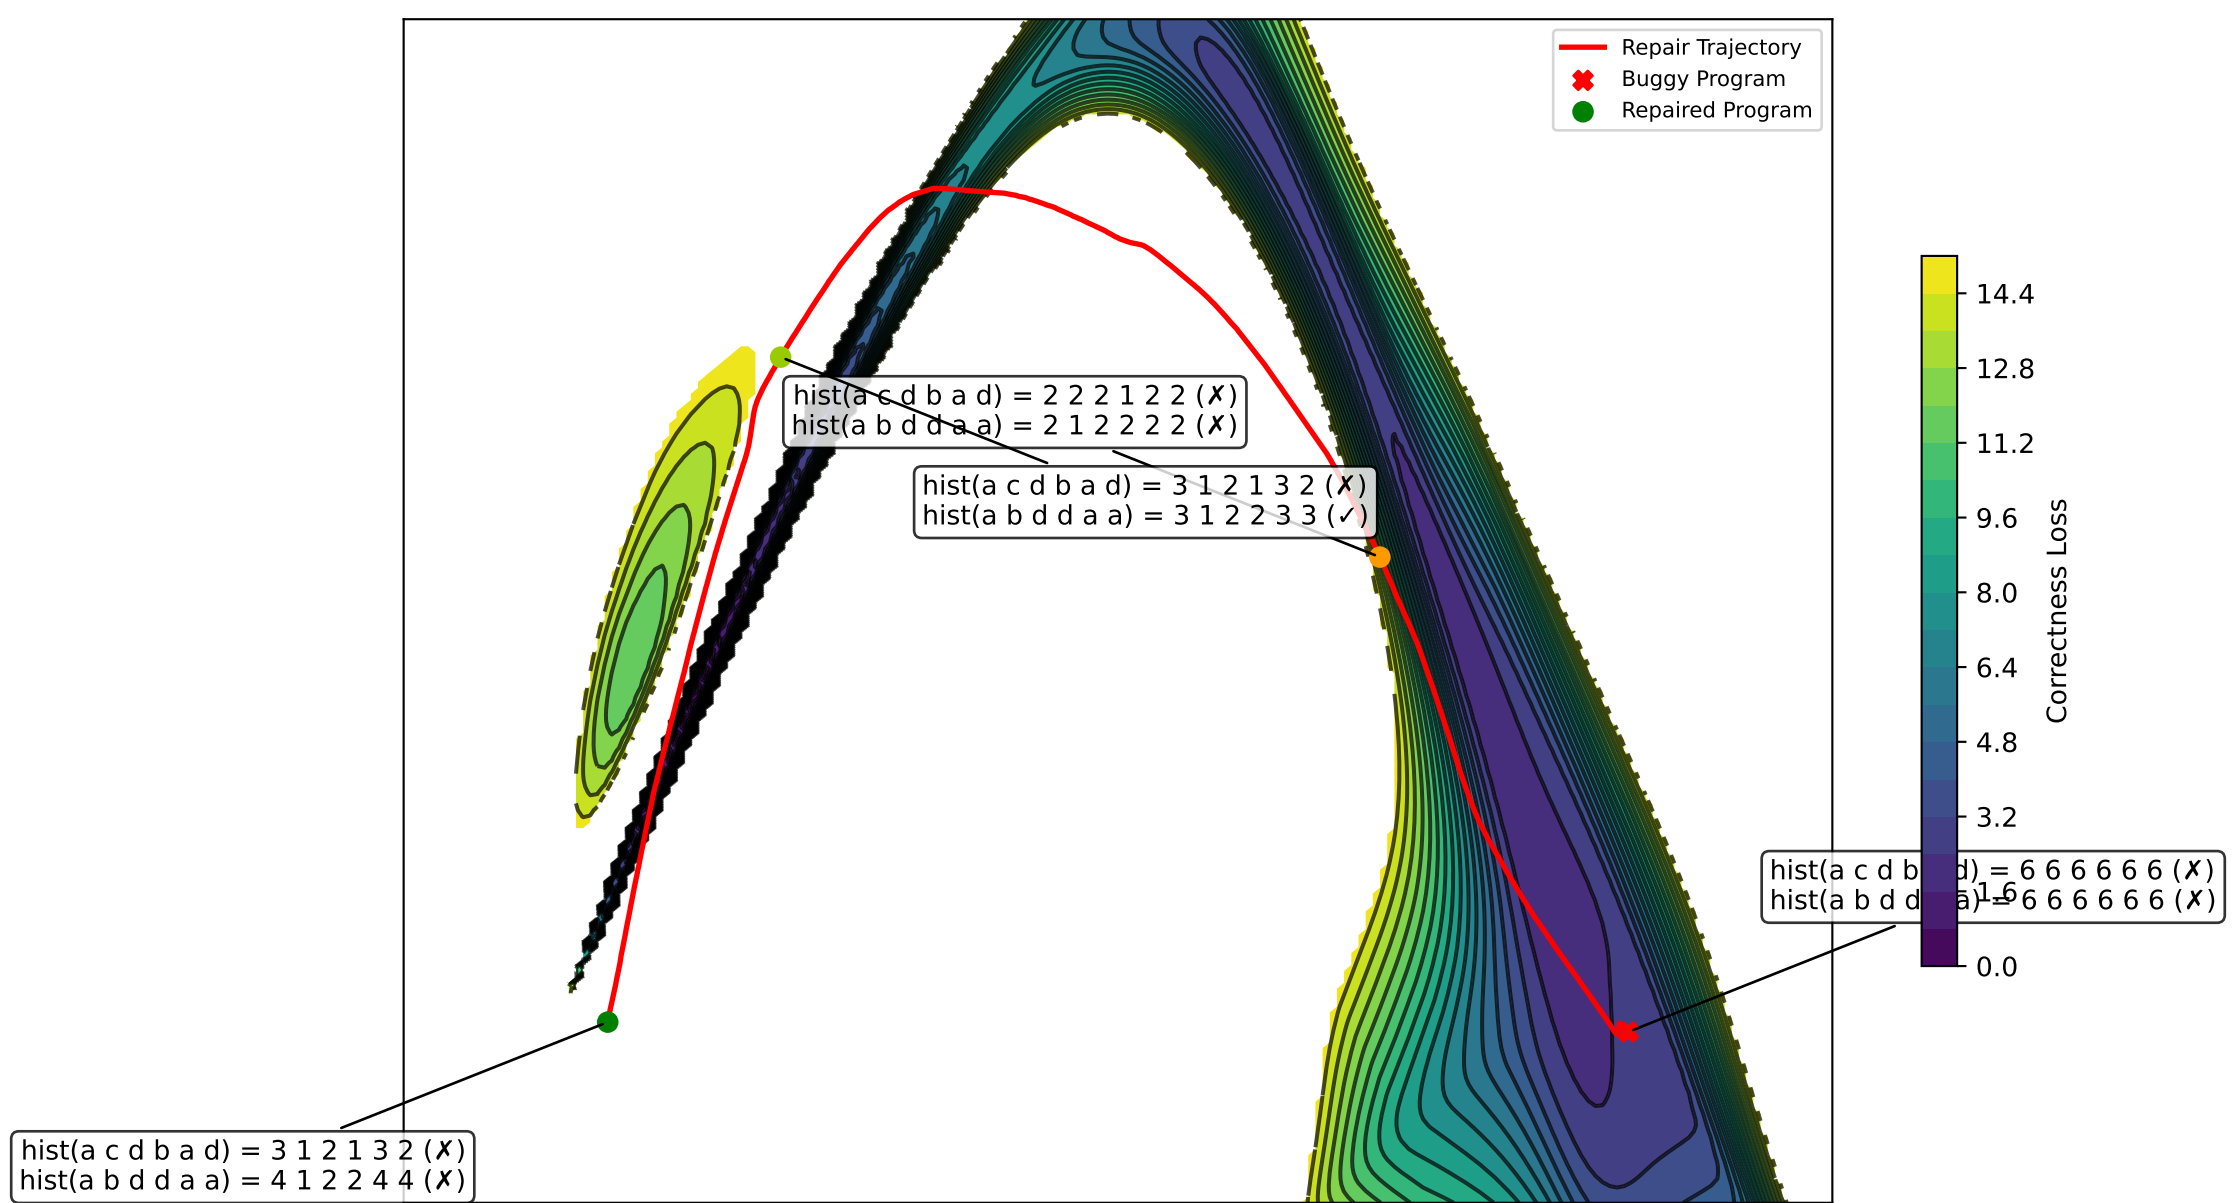 Repair Trajectory
Buggy Program
Repaired Program
hist(a c d b a d) = 2 2 2 1 2 2 (✗)
hist(a b d d a a) = 2 1 2 2 2 2 (✗)
hist(a c d b a d) = 3 1 2 1 3 2 (✗)
hist(a b d d a a) = 3 1 2 2 3 3 (✓)
14.4
12.8
11.2
9.6
8.0
6.4
4.8
3.2
1.6
0.0
Correctness Loss
hist(a c d b d) = 6 6 6 6 6 6 (✗)
hist(a b d d a) = 6 6 6 6 6 6 (✗)
hist(a c d b a d) = 3 1 2 1 3 2 (✗)
hist(a b d d a a) = 4 1 2 2 4 4 (✗)